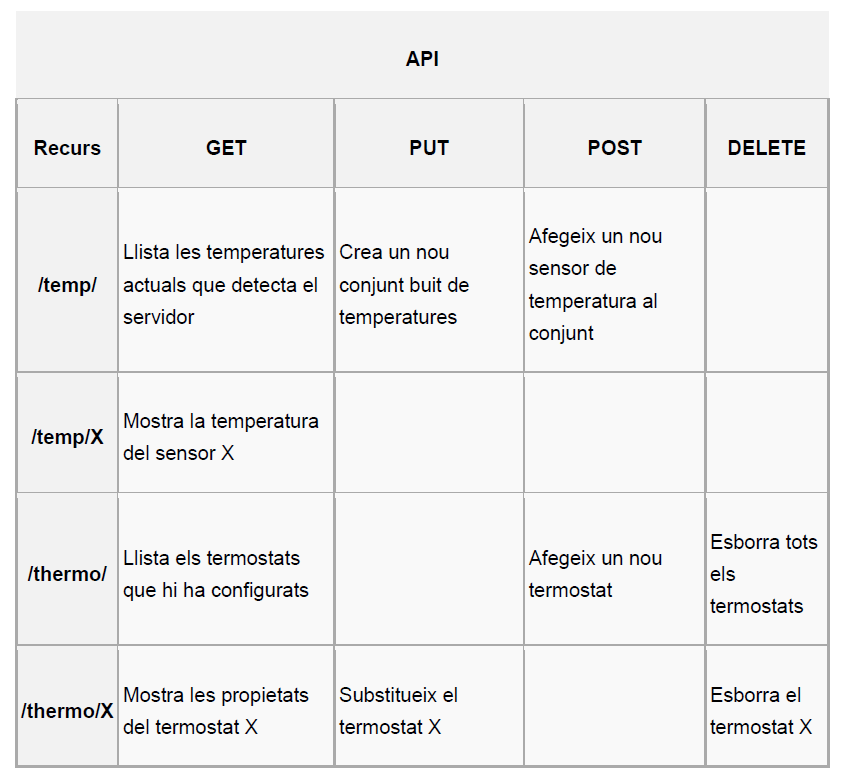 API
Recurs
GET
PUT
POST
DELETE
/temp/
Llista les temperatures
actuals que detecta el
servidor
Crea un nou
conjunt buit de
temperatures
Afegeix un nou
sensor de
temperatura al
conjunt
/temp/X
Mostra la temperatura
del sensor X
/thermo/
Llista els termostats
que hi ha configurats
Afegeix un nou
termostat
Esborra tots
els
termostats
/thermo/X
Mostra les propietats
del termostat X
Substitueix el
termostat X
Esborra el
termostat X